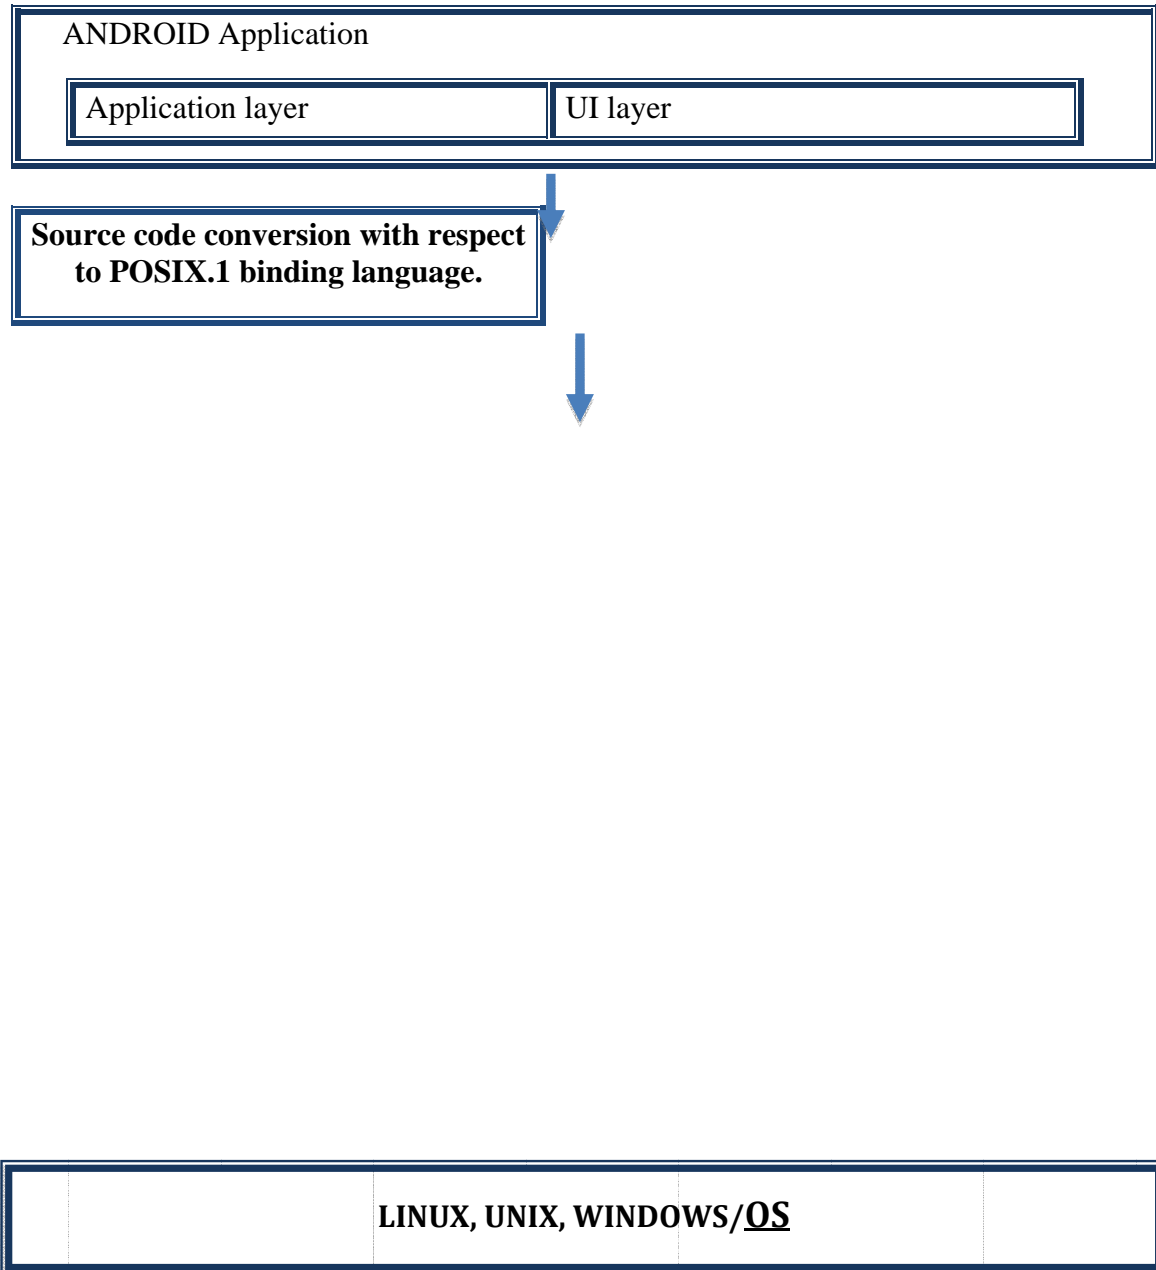 ANDROID Application
Application layer
UI layer
Source code conversion with respect
to POSIX.1 binding language.
LINUX, UNIX, WINDOWS/OS